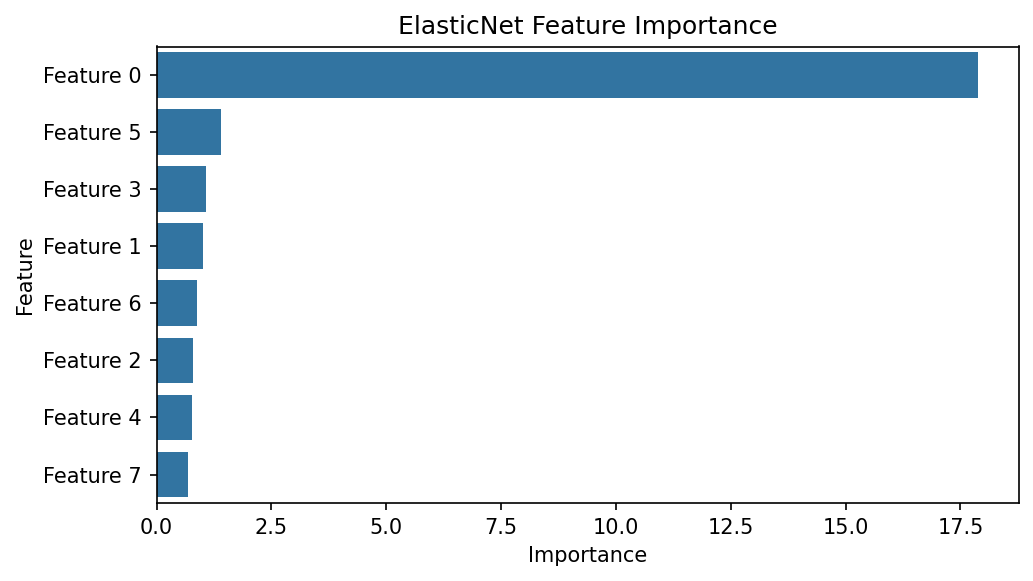 ElasticNet Feature Importance
Feature 0
Feature 5
Feature 3
Feature 1
Feature 6
Feature 2
Feature 4
Feature 7
Feature
0.0 2.5 5.0 7.5 10.0 12.5 15.0 17.5
Importance